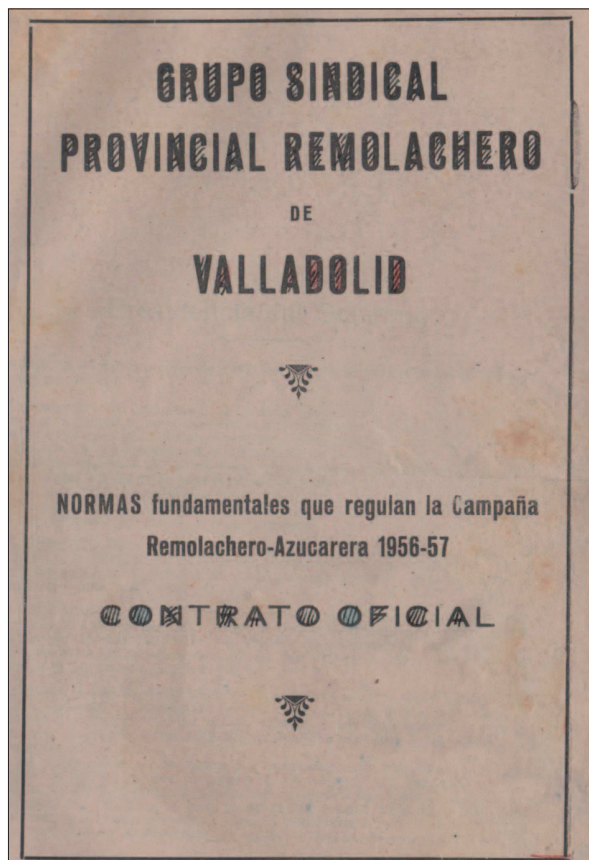 GRUPO SINDICAL
PROVINCIAL REMOLACHERO
DE
VALLADOLID
NORMAS fundamentales que regulan la Campaña
Remolachero-Azucarera 1956-57
CONTRATO OFICIAL